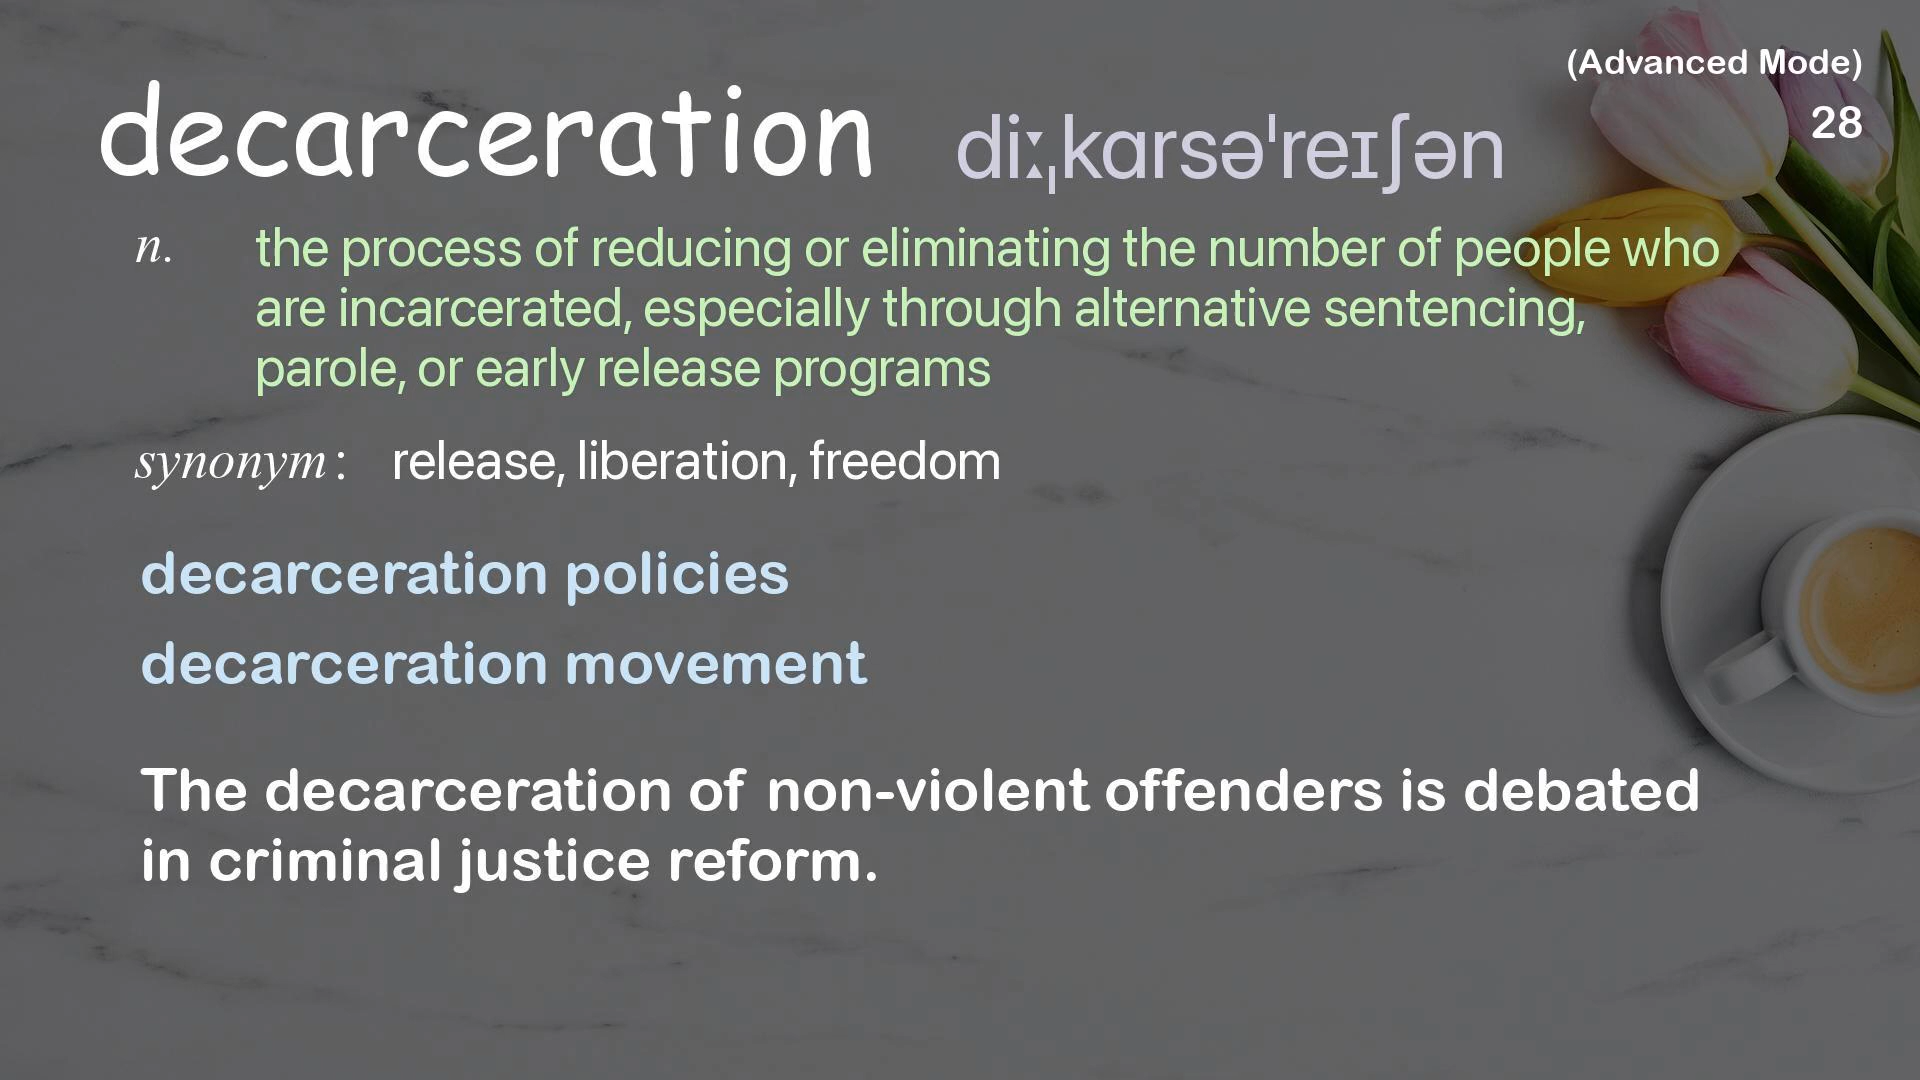 (Advanced Mode)
28
decarceration diːˌkɑrsəˈreɪʃən
n. the process of reducing or eliminating the number of people who
are incarcerated, especially through alternative sentencing,
parole, or early release programs
synonym: release, liberation, freedom
decarceration policies
decarceration movement
The decarceration of non-violent offenders is debated
in criminal justice reform.